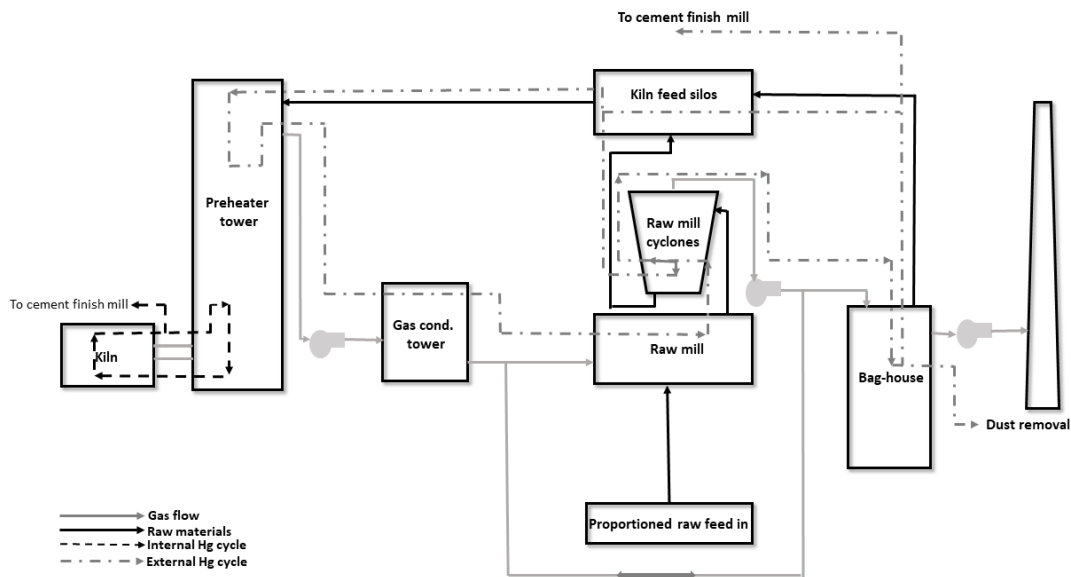 To cement finish mill
Kiln feed silos
Preheater
tower
Raw mill
cyclones
To cement finish mill
Gas cond.
tower
Kiln
Raw mill
Bag-house
Dust removal
Proportioned raw feed in
Gas flow
Raw materials
Internal Hg cycle
External Hg cycle